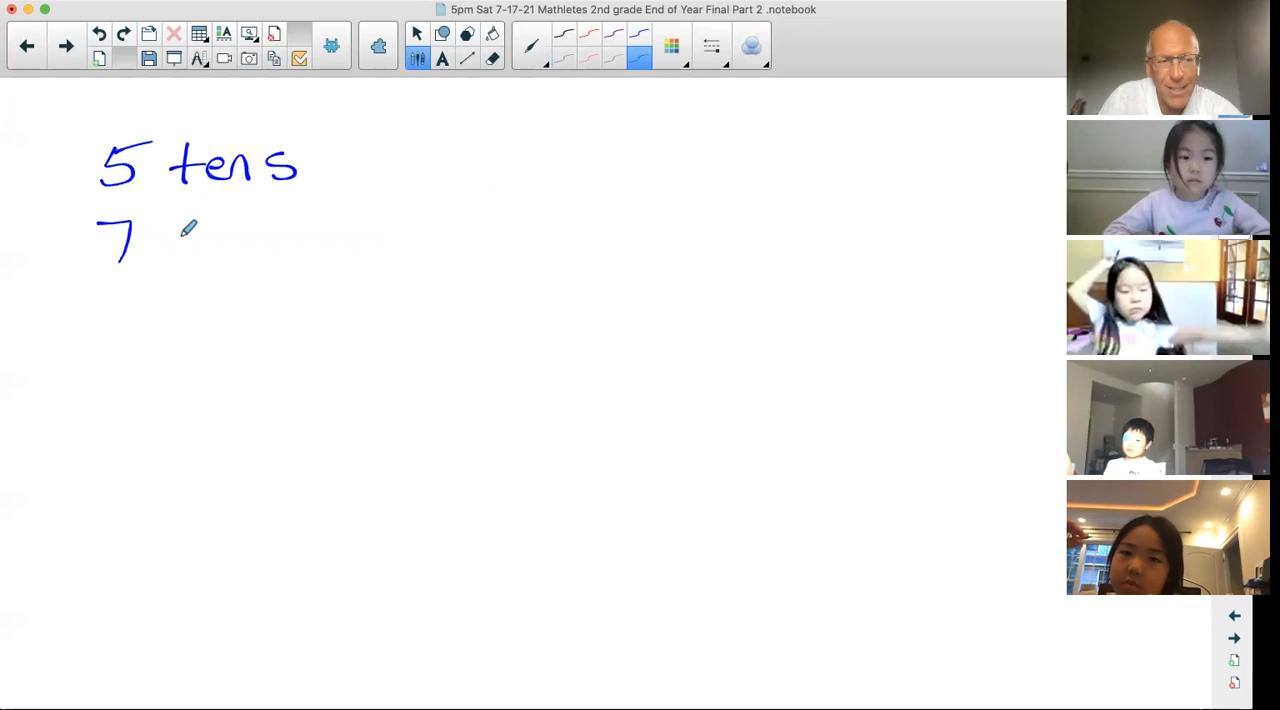 5pm Sat 7-17-21 Mathletes 2nd grade End of Year Final Part 2 .notebook
5 tens
7